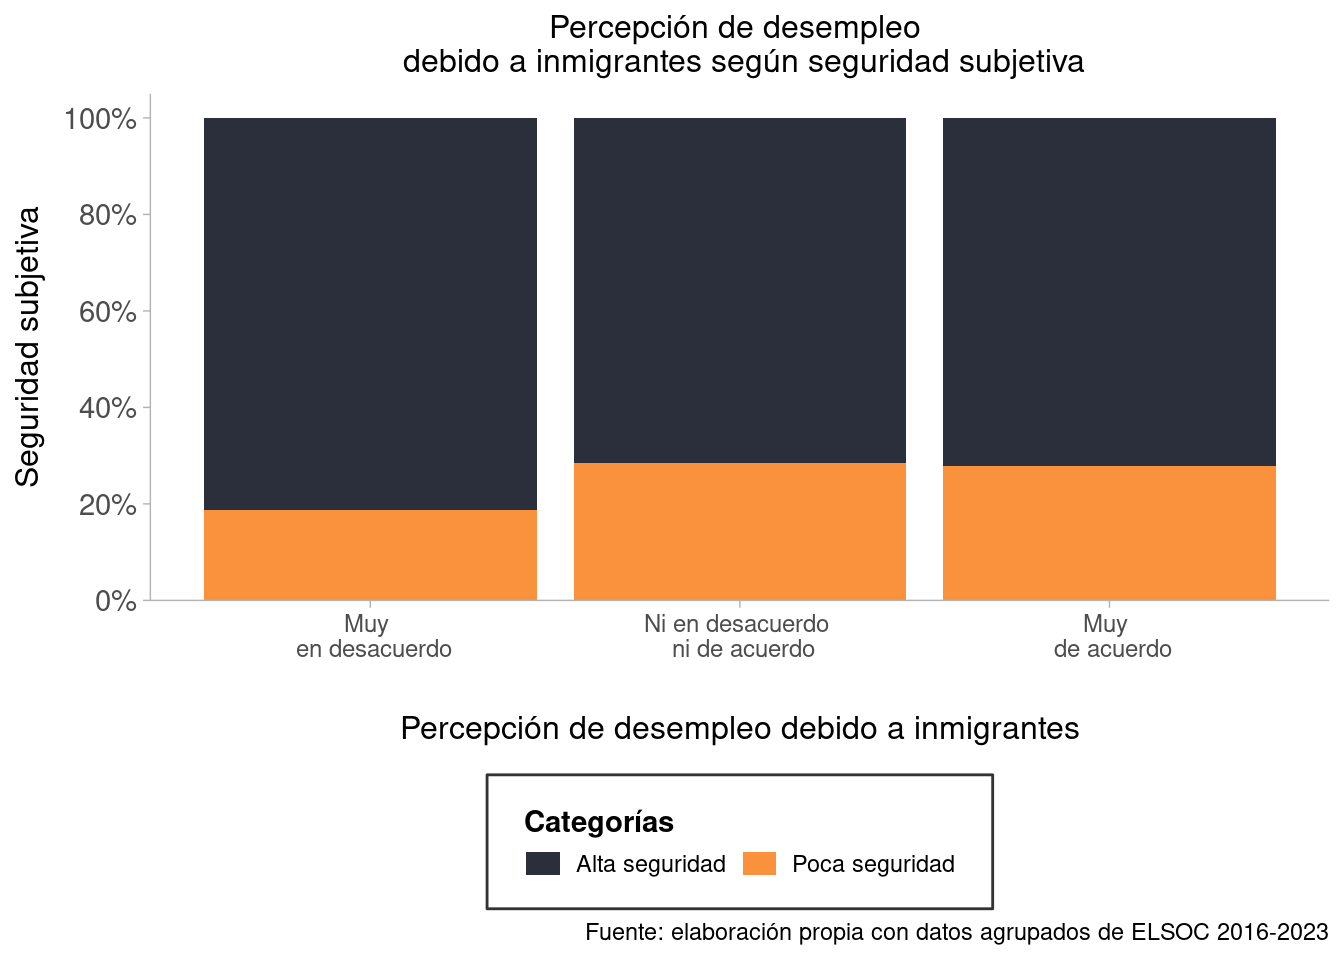 Percepción de desempleo
debido a inmigrantes según seguridad subjetiva
Seguridad subjetiva
100%
80%
60%
40%
20%
0%
Muy
en desacuerdo
Ni en desacuerdo
ni de acuerdo
Muy
de acuerdo
Percepción de desempleo debido a inmigrantes
Categorías
Alta seguridad
Poca seguridad
Fuente: elaboración propia con datos agrupados de ELSOC 2016-2023